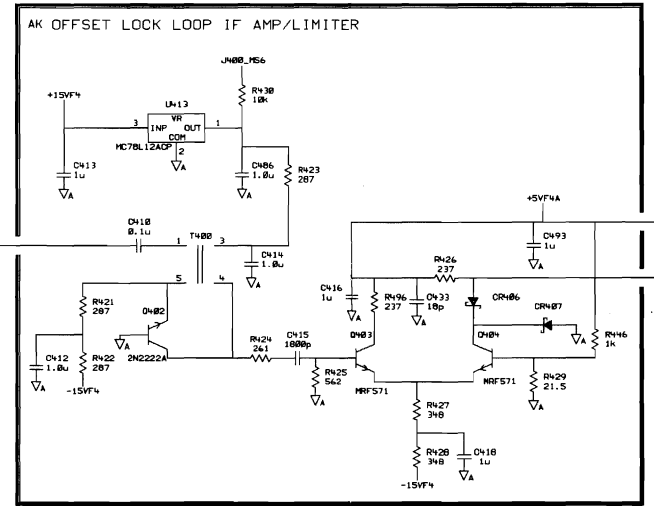 AK OFFSET LOCK LOOP IF AMP/LIMITER
J400_MS6
R430
10k
+15VF4
U413
VR
3 INP OUT 1
COM
2
MC78L12ACP
A
C413
1u
A
C486
1.0u
A
R423
287
C410
0.1u
T400
1 3
5 4
C414
1.0u
A
R421
287
Q402
A
2N2222A
C412
1.0u
A
R422
287
-15VF4
R424
261
C415
1800p
R425
562
A
+5VF4A
C493
1u
A
R426
237
C416
1u
A
R496
237
C433
18p
A
CR406
CR407
A
Q403
Q404
MRF571
MRF571
R446
1k
R429
21.5
A
R427
348
R428
348
C418
1u
A
-15VF4